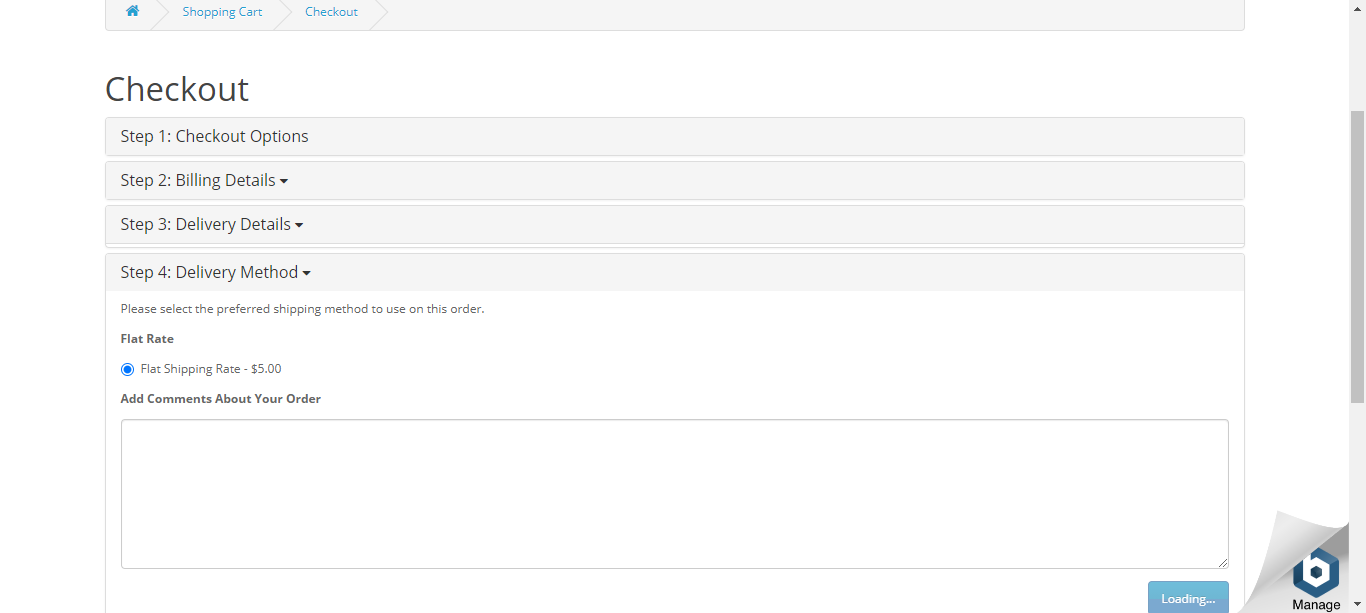 Shopping Cart
Checkout
Checkout
Step 1: Checkout Options
Step 2: Billing Details
Step 3: Delivery Details
Step 4: Delivery Method
Please select the preferred shipping method to use on this order.
Flat Rate
Flat Shipping Rate - $5.00
Add Comments About Your Order
Loading...
Manage